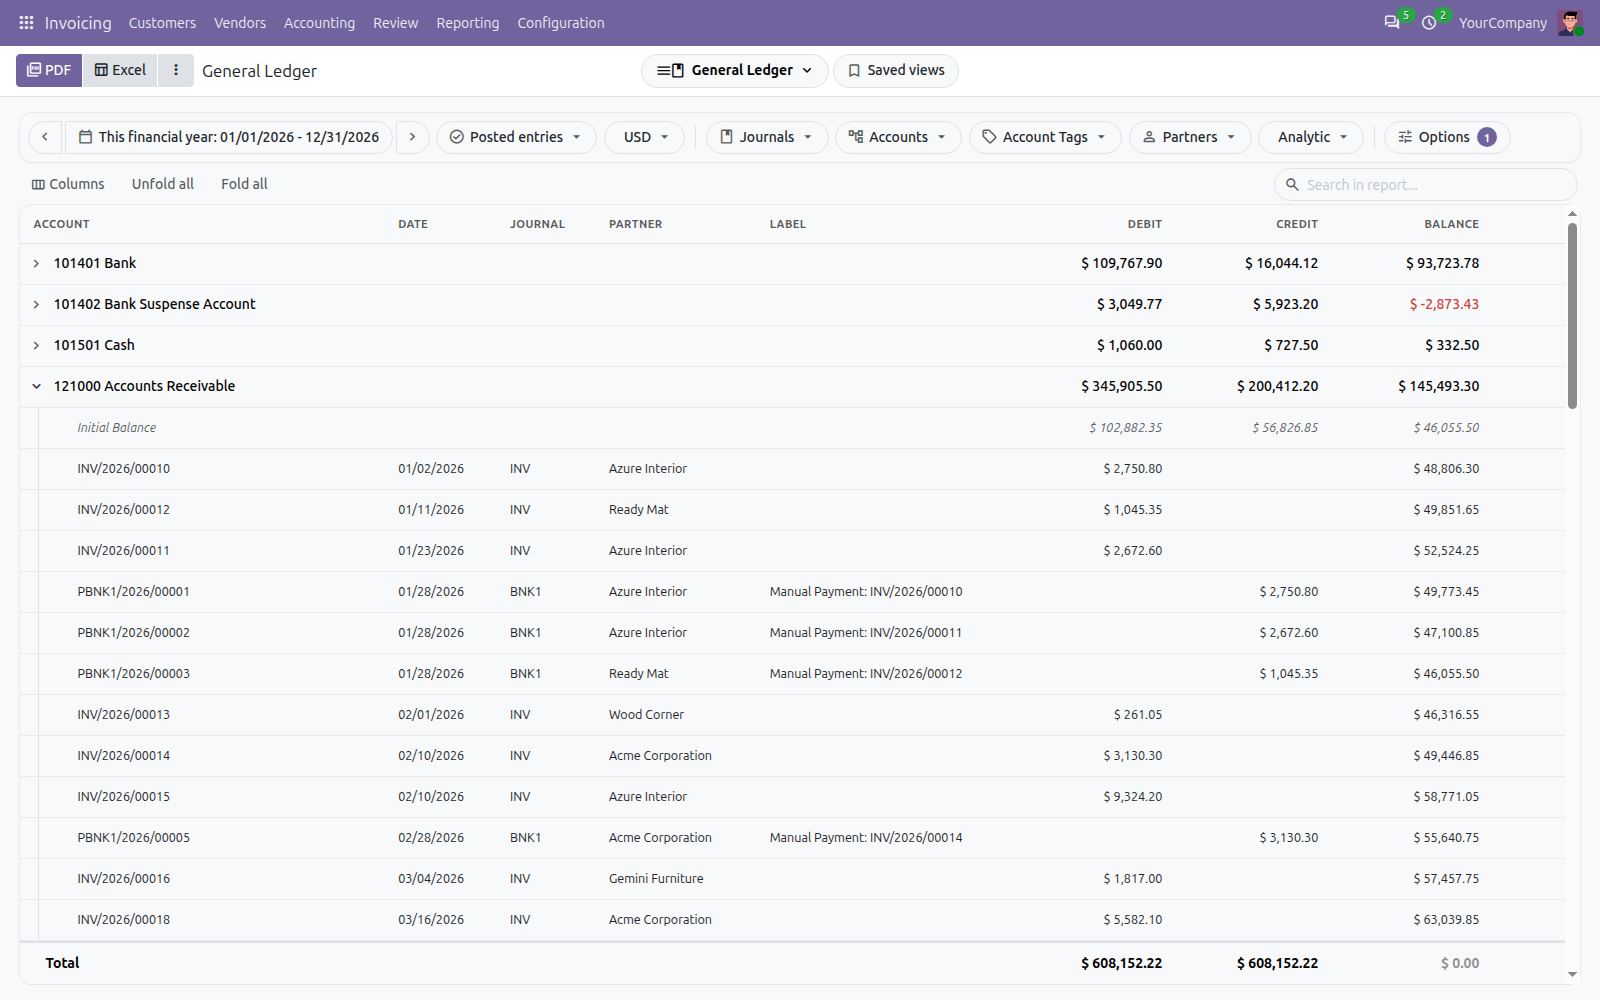 Invoicing Customers Vendors Accounting Review Reporting Configuration 5 2 YourCompany
PDF Excel General Ledger General Ledger Saved views
This financial year: 01/01/2026 - 12/31/2026 Posted entries USD Journals Accounts Account Tags Partners Analytic Options 1
Columns Unfold all Fold all Search in report...
ACCOUNT DATE JOURNAL PARTNER LABEL DEBIT CREDIT BALANCE
101401 Bank $ 109,767.90 $ 16,044.12 $ 93,723.78
101402 Bank Suspense Account $ 3,049.77 $ 5,923.20 $ -2,873.43
101501 Cash $ 1,060.00 $ 727.50 $ 332.50
121000 Accounts Receivable $ 345,905.50 $ 200,412.20 $ 145,493.30
Initial Balance $ 102,882.35 $ 56,826.85 $ 46,055.50
INV/2026/00010 01/02/2026 INV Azure Interior $ 2,750.80 $ 48,806.30
INV/2026/00012 01/11/2026 INV Ready Mat $ 1,045.35 $ 49,851.65
INV/2026/00011 01/23/2026 INV Azure Interior $ 2,672.60 $ 52,524.25
PBNK1/2026/00001 01/28/2026 BNK1 Azure Interior Manual Payment: INV/2026/00010 $ 2,750.80 $ 49,773.45
PBNK1/2026/00002 01/28/2026 BNK1 Azure Interior Manual Payment: INV/2026/00011 $ 2,672.60 $ 47,100.85
PBNK1/2026/00003 01/28/2026 BNK1 Ready Mat Manual Payment: INV/2026/00012 $ 1,045.35 $ 46,055.50
INV/2026/00013 02/01/2026 INV Wood Corner $ 261.05 $ 46,316.55
INV/2026/00014 02/10/2026 INV Acme Corporation $ 3,130.30 $ 49,446.85
INV/2026/00015 02/10/2026 INV Azure Interior $ 9,324.20 $ 58,771.05
PBNK1/2026/00005 02/28/2026 BNK1 Acme Corporation Manual Payment: INV/2026/00014 $ 3,130.30 $ 55,640.75
INV/2026/00016 03/04/2026 INV Gemini Furniture $ 1,817.00 $ 57,457.75
INV/2026/00018 03/16/2026 INV Acme Corporation $ 5,582.10 $ 63,039.85
Total $ 608,152.22 $ 608,152.22 $ 0.00